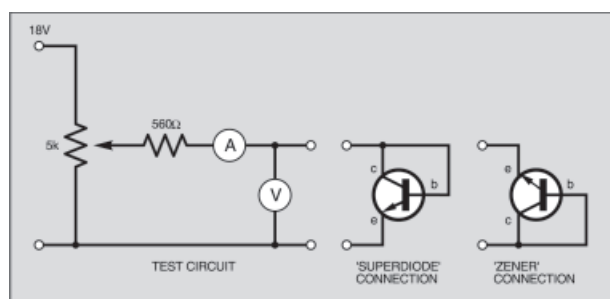 18V
5k
560Ω
A
V
c
b
e
e
b
c
TEST CIRCUIT
'SUPERDIODE'
CONNECTION
'ZENER'
CONNECTION